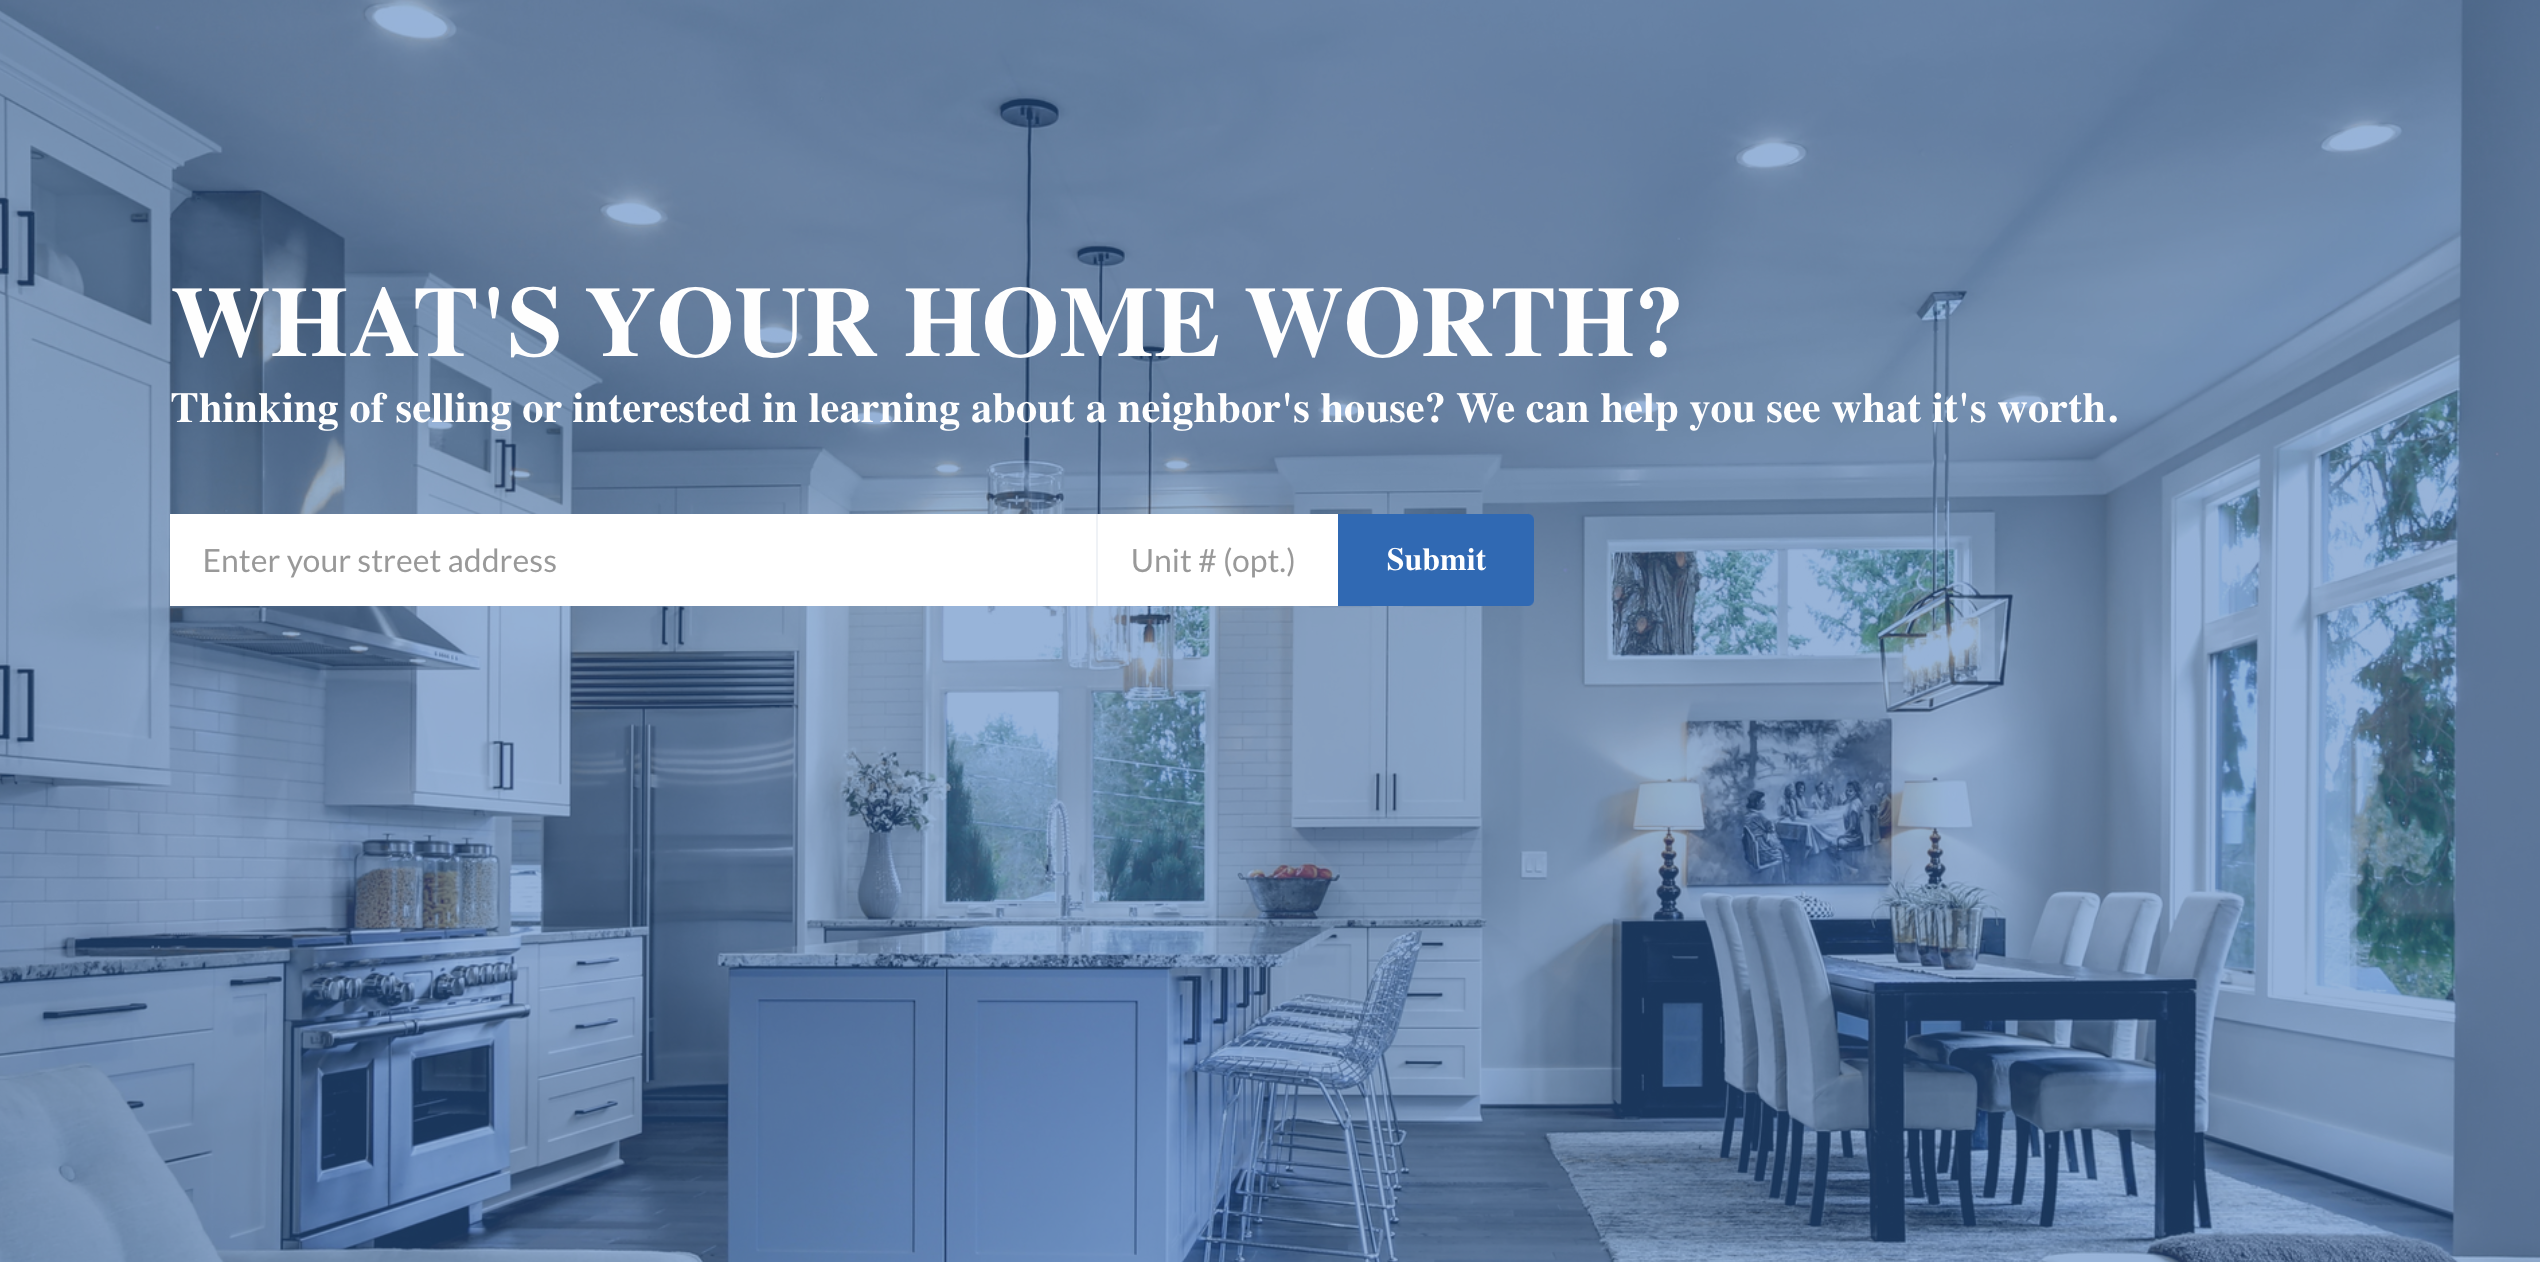 WHAT'S YOUR HOME WORTH?
Thinking of selling or interested in learning about a neighbor's house? We can help you see what it's worth.
Enter your street address
Unit # (opt.)
Submit